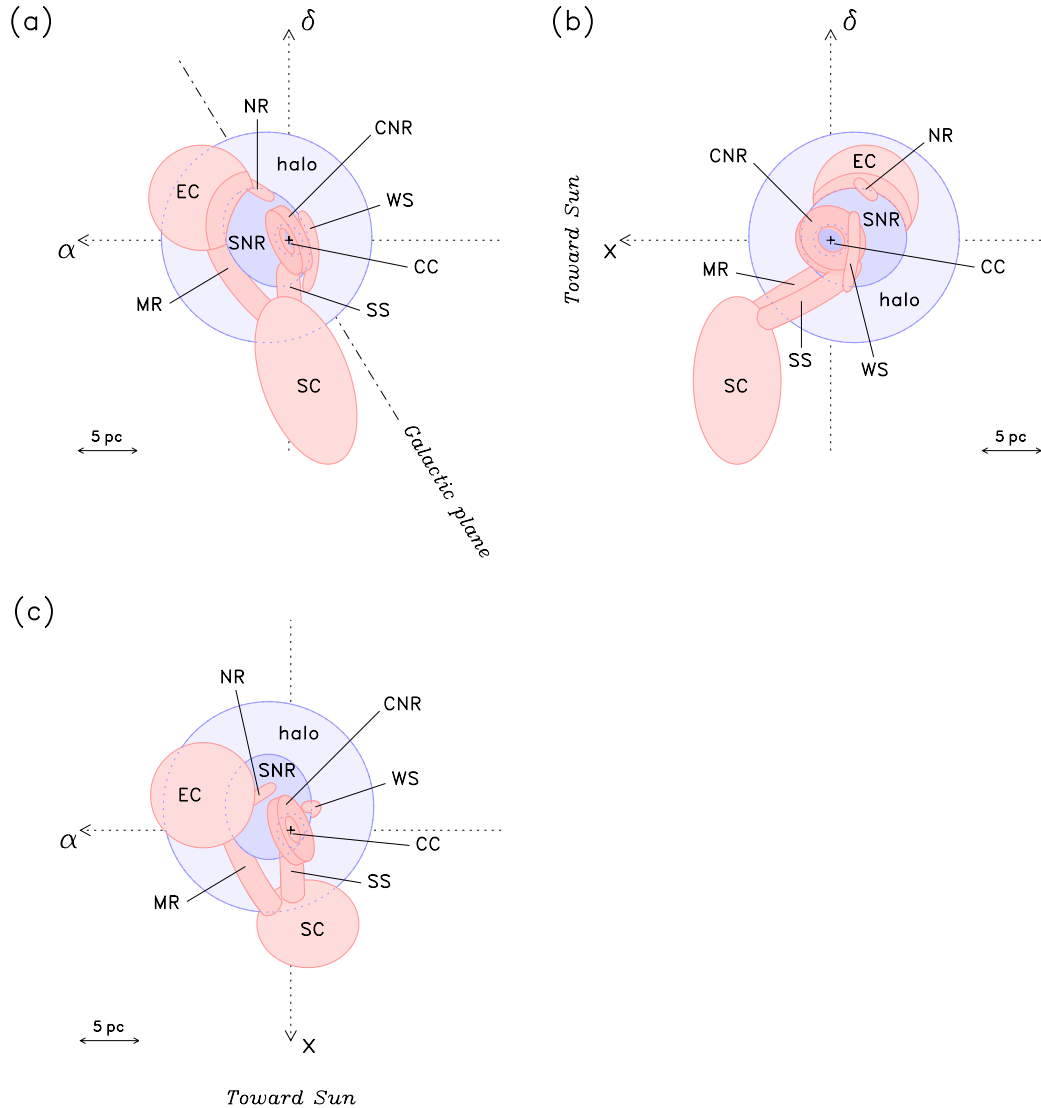 (a)
δ
NR
CNR
halo
EC
WS
SNR
α
CC
MR
SS
SC
5 pc
Galactic plane
(b)
δ
NR
CNR
EC
Toward Sun
SNR
x
MR
CC
halo
SS
WS
SC
5 pc
(c)
NR
CNR
halo
SNR
WS
EC
α
CC
SS
MR
SC
5 pc
x
Toward Sun